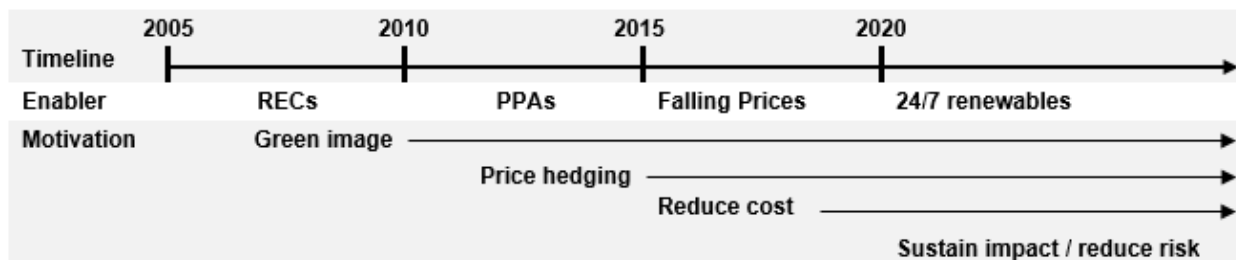 2005 2010 2015 2020
Timeline
Enabler RECs PPAs Falling Prices 24/7 renewables
Motivation Green image
Price hedging
Reduce cost
Sustain impact / reduce risk